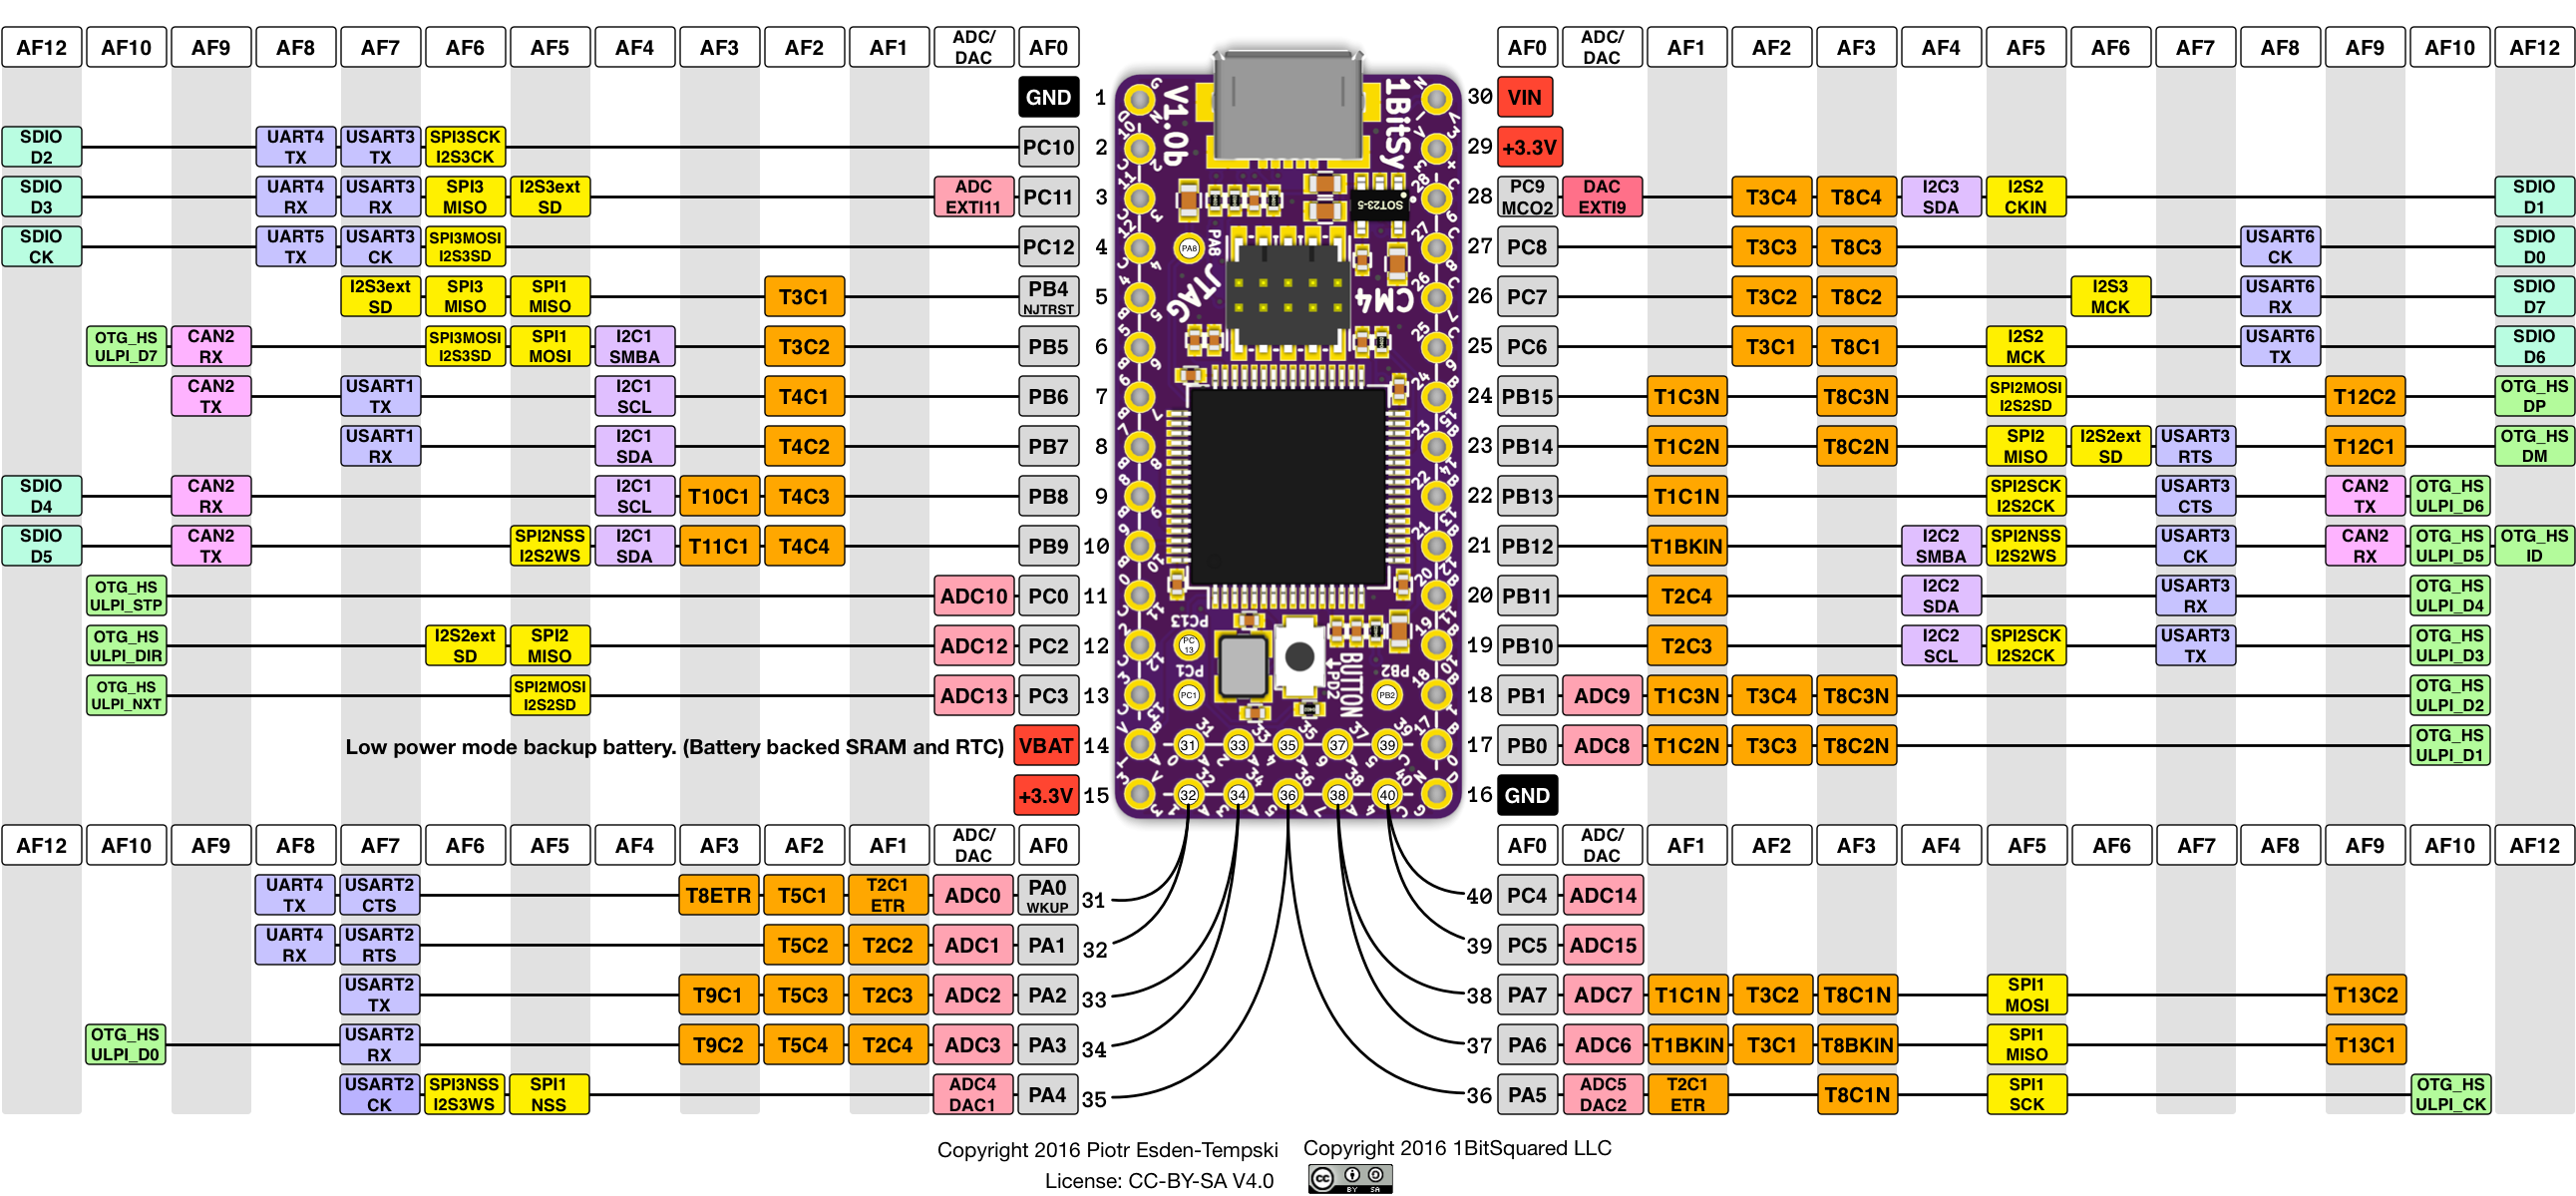 AF12 AF10 AF9 AF8 AF7 AF6 AF5 AF4 AF3 AF2 AF1 ADC/DAC AF0
GND 1
SDIO D2 UART4 TX USART3 TX SPI3SCK I2S3CK PC10 2
SDIO D3 UART4 RX USART3 RX SPI3 MISO I2S3ext SD ADC EXTI11 PC11 3
SDIO CK UART5 TX USART3 CK SPI3MOSI I2S3SD PC12 4
I2S3ext SD SPI3 MISO SPI1 MISO T3C1 PB4 NJTRST 5
OTG_HS ULPI_D7 CAN2 RX SPI3MOSI I2S3SD SPI1 MOSI I2C1 SMBA T3C2 PB5 6
CAN2 TX USART1 TX I2C1 SCL T4C1 PB6 7
USART1 RX I2C1 SDA T4C2 PB7 8
SDIO D4 CAN2 RX I2C1 SCL T10C1 T4C3 PB8 9
SDIO D5 CAN2 TX SPI2NSS I2S2WS I2C1 SDA T11C1 T4C4 PB9 10
OTG_HS ULPI_STP ADC10 PC0 11
OTG_HS ULPI_DIR I2S2ext SD SPI2 MISO ADC12 PC2 12
OTG_HS ULPI_NXT SPI2MOSI I2S2SD ADC13 PC3 13
Low power mode backup battery. (Battery backed SRAM and RTC) VBAT 14
+3.3V 15
V1.0b
1BitSy
SOT23-5
PA8 PA8
JTAG
CM4
PC13 PC 13
PC1 PC1
BUTTON
PD2
PB2 PB2
31 33 35 37 39
32 34 36 38 40
AF0 ADC/DAC AF1 AF2 AF3 AF4 AF5 AF6 AF7 AF8 AF9 AF10 AF12
30 VIN
29 +3.3V
28 PC9 MCO2 DAC EXTI9 T3C4 T8C4 I2C3 SDA I2S2 CKIN SDIO D1
27 PC8 T3C3 T8C3 USART6 CK SDIO D0
26 PC7 T3C2 T8C2 I2S3 MCK USART6 RX SDIO D7
25 PC6 T3C1 T8C1 I2S2 MCK USART6 TX SDIO D6
24 PB15 T1C3N T8C3N SPI2MOSI I2S2SD T12C2 OTG_HS DP
23 PB14 T1C2N T8C2N SPI2 MISO I2S2ext SD USART3 RTS T12C1 OTG_HS DM
22 PB13 T1C1N SPI2SCK I2S2CK USART3 CTS CAN2 TX OTG_HS ULPI_D6
21 PB12 T1BKIN I2C2 SMBA SPI2NSS I2S2WS USART3 CK CAN2 RX OTG_HS ULPI_D5 OTG_HS ID
20 PB11 T2C4 I2C2 SDA USART3 RX OTG_HS ULPI_D4
19 PB10 T2C3 I2C2 SCL SPI2SCK I2S2CK USART3 TX OTG_HS ULPI_D3
18 PB1 ADC9 T1C3N T3C4 T8C3N OTG_HS ULPI_D2
17 PB0 ADC8 T1C2N T3C3 T8C2N OTG_HS ULPI_D1
16 GND
AF12 AF10 AF9 AF8 AF7 AF6 AF5 AF4 AF3 AF2 AF1 ADC/DAC AF0
UART4 TX USART2 CTS T8ETR T5C1 T2C1 ETR ADC0 PA0 WKUP 31
UART4 RX USART2 RTS T5C2 T2C2 ADC1 PA1 32
USART2 TX T9C1 T5C3 T2C3 ADC2 PA2 33
OTG_HS ULPI_D0 USART2 RX T9C2 T5C4 T2C4 ADC3 PA3 34
USART2 CK SPI3NSS I2S3WS SPI1 NSS ADC4 DAC1 PA4 35
AF0 ADC/DAC AF1 AF2 AF3 AF4 AF5 AF6 AF7 AF8 AF9 AF10 AF12
40 PC4 ADC14
39 PC5 ADC15
38 PA7 ADC7 T1C1N T3C2 T8C1N SPI1 MOSI T13C2
37 PA6 ADC6 T1BKIN T3C1 T8BKIN SPI1 MISO T13C1
36 PA5 ADC5 DAC2 T2C1 ETR T8C1N SPI1 SCK OTG_HS ULPI_CK
Copyright 2016 Piotr Esden-Tempski Copyright 2016 1BitSquared LLC
License: CC-BY-SA V4.0 cc BY SA